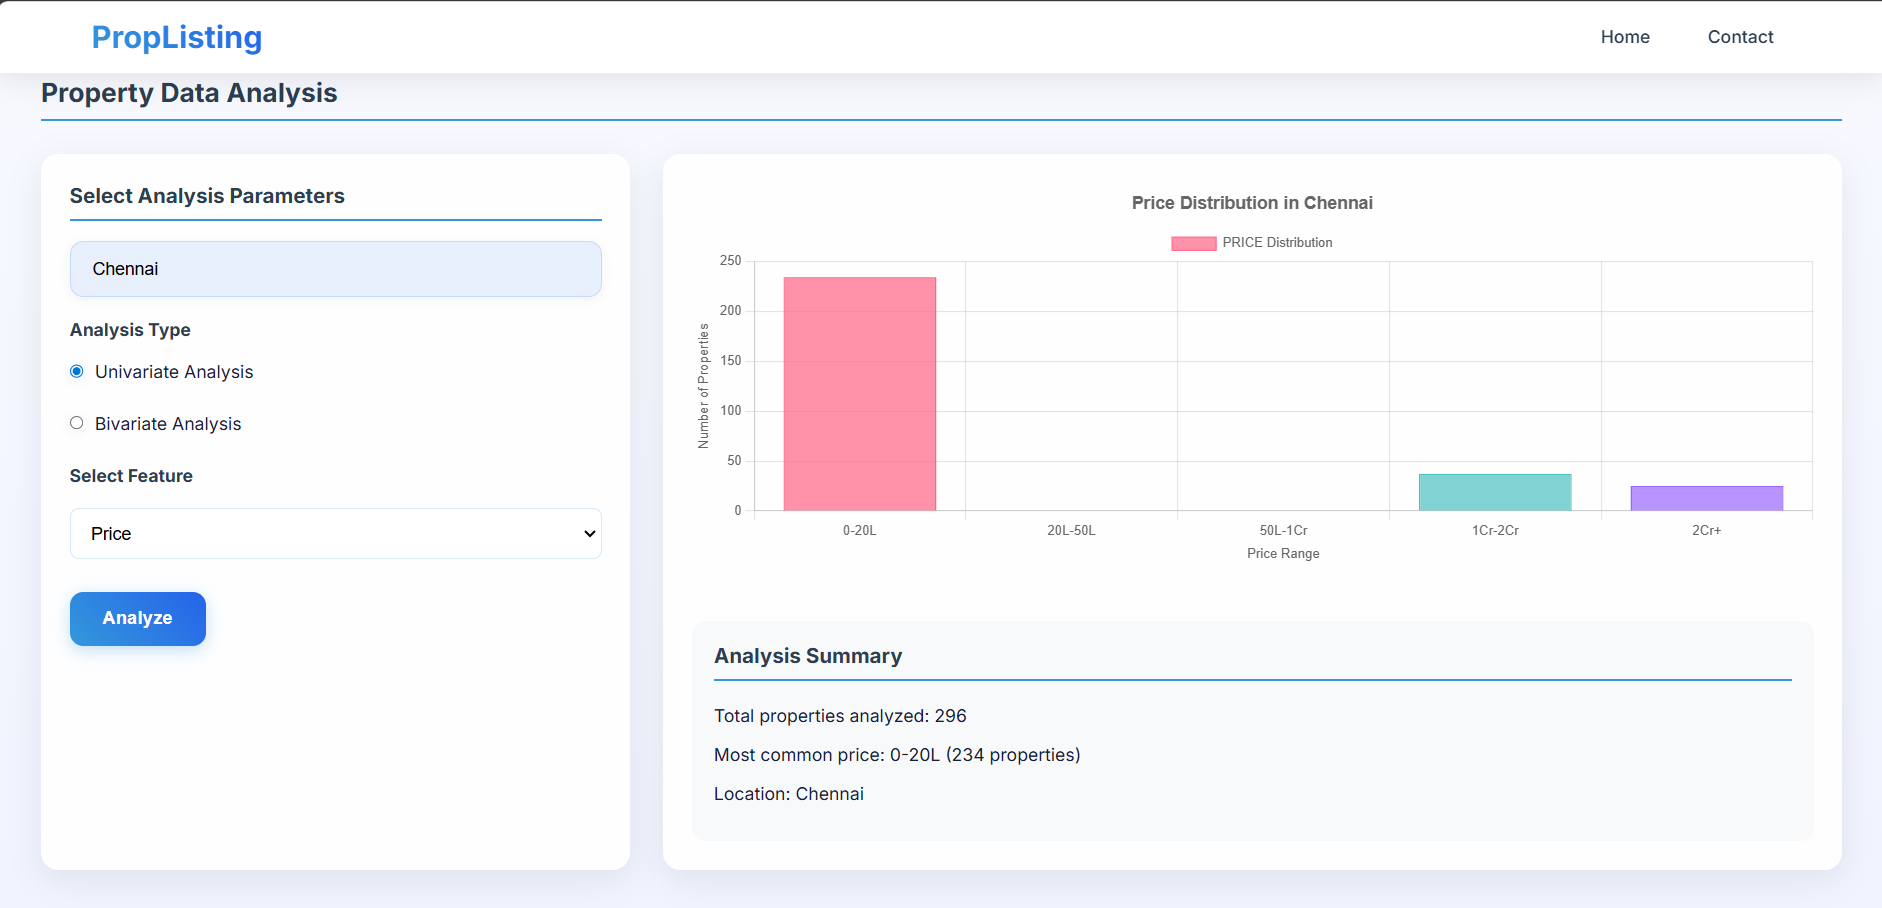 PropListing
Home
Contact
Property Data Analysis
Select Analysis Parameters
Chennai
Analysis Type
Univariate Analysis
Bivariate Analysis
Select Feature
Price
Analyze
Price Distribution in Chennai
PRICE Distribution
Number of Properties
250
200
150
100
50
0
0-20L
20L-50L
50L-1Cr
1Cr-2Cr
2Cr+
Price Range
Analysis Summary
Total properties analyzed: 296
Most common price: 0-20L (234 properties)
Location: Chennai